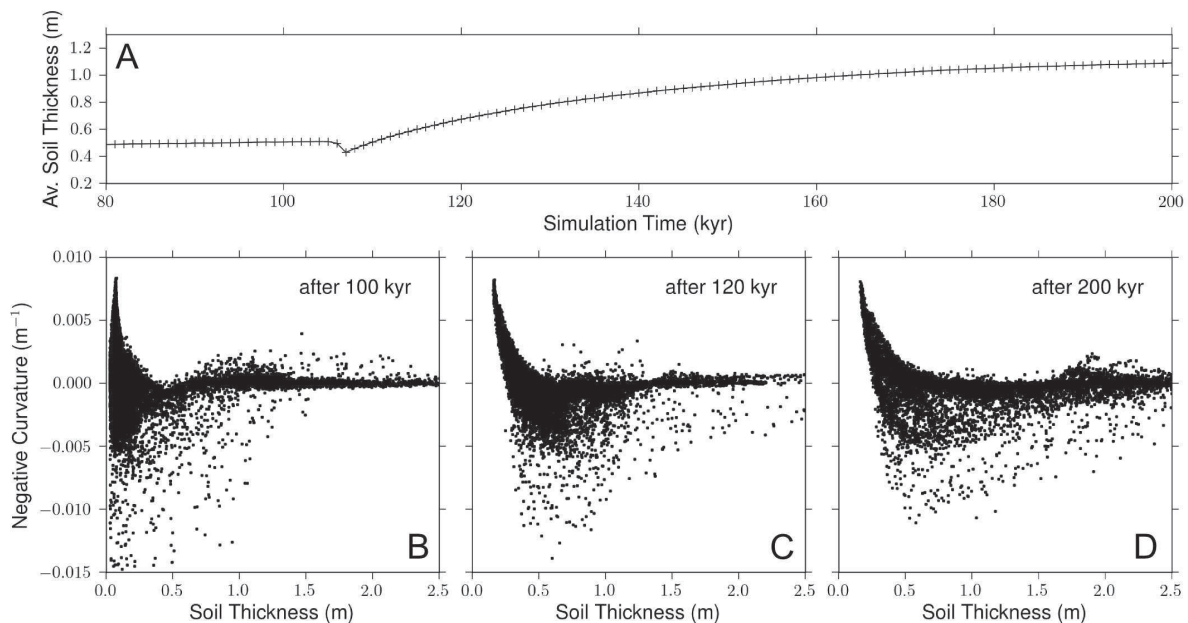 A
Av. Soil Thickness (m)
1.2
1.0
0.8
0.6
0.4
0.2
80
100
120
140
160
180
200
Simulation Time (kyr)
Negative Curvature (m⁻¹)
0.010
0.005
0.000
−0.005
−0.010
−0.015
after 100 kyr
B
0.0
0.5
1.0
1.5
2.0
2.5
Soil Thickness (m)
after 120 kyr
C
0.0
0.5
1.0
1.5
2.0
2.5
Soil Thickness (m)
after 200 kyr
D
0.0
0.5
1.0
1.5
2.0
2.5
Soil Thickness (m)